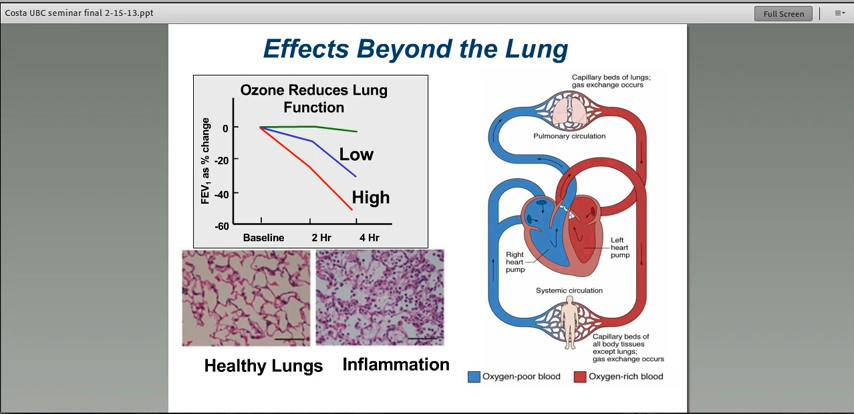 Costa UBC seminar final 2-15-13.ppt
Full Screen
Effects Beyond the Lung
Ozone Reduces Lung
Function
FEV1 as % change
0
-20
-40
-60
Low
High
Baseline
2 Hr
4 Hr
Healthy Lungs
Inflammation
Capillary beds of lungs;
gas exchange occurs
Pulmonary circulation
Left
heart
pump
Right
heart
pump
Systemic circulation
Capillary beds of
all body tissues
except lungs;
gas exchange occurs
Oxygen-poor blood
Oxygen-rich blood